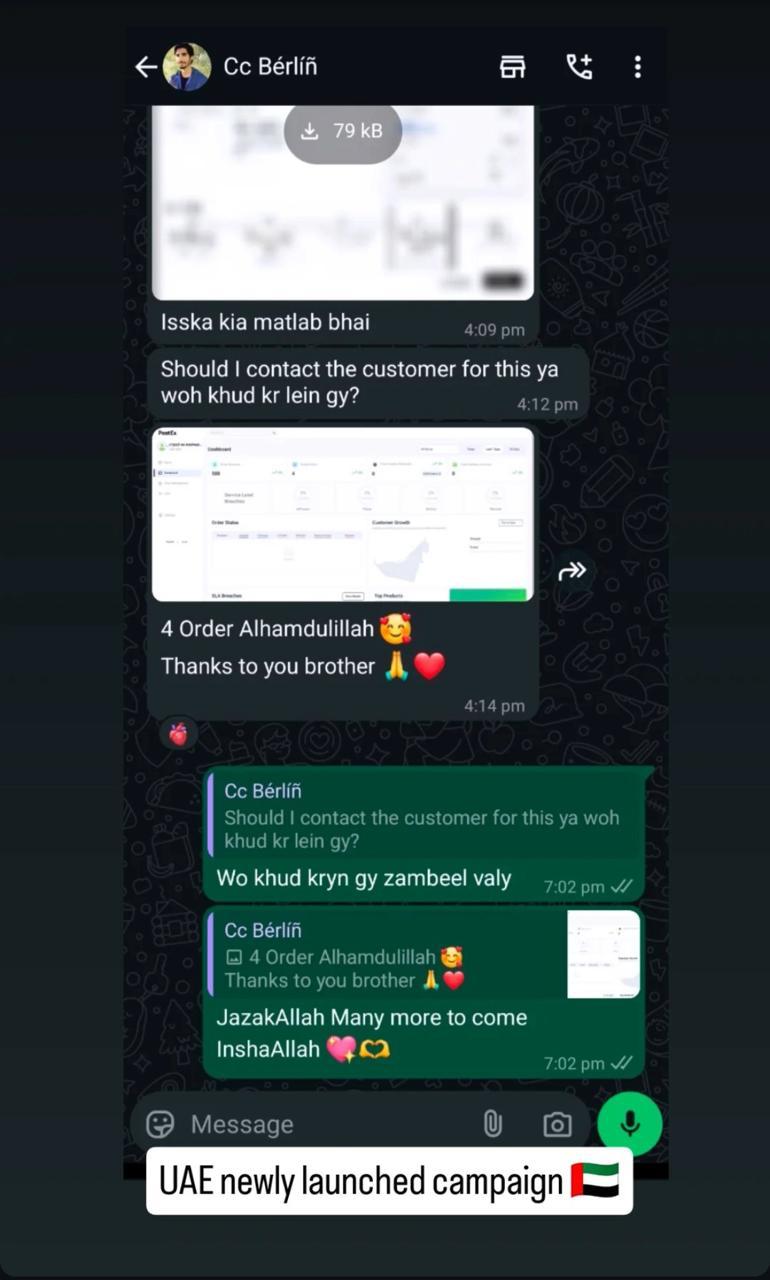 Cc Bérlíñ
79 kB
Isska kia matlab bhai
4:09 pm
Should I contact the customer for this ya
woh khud kr lein gy?
4:12 pm
PostEx
Dashboard
Service Level
Breaches
Order Status
Customer Growth
SLA Breaches
Top Products
4 Order Alhamdulillah 🥰
Thanks to you brother 🙏❤️
4:14 pm
Cc Bérlíñ
Should I contact the customer for this ya woh
khud kr lein gy?
Wo khud kryn gy zambeel valy
7:02 pm
Cc Bérlíñ
4 Order Alhamdulillah 🥰
Thanks to you brother 🙏❤️
JazakAllah Many more to come
InshaAllah 💖🫶
7:02 pm
Message
UAE newly launched campaign 🇦🇪